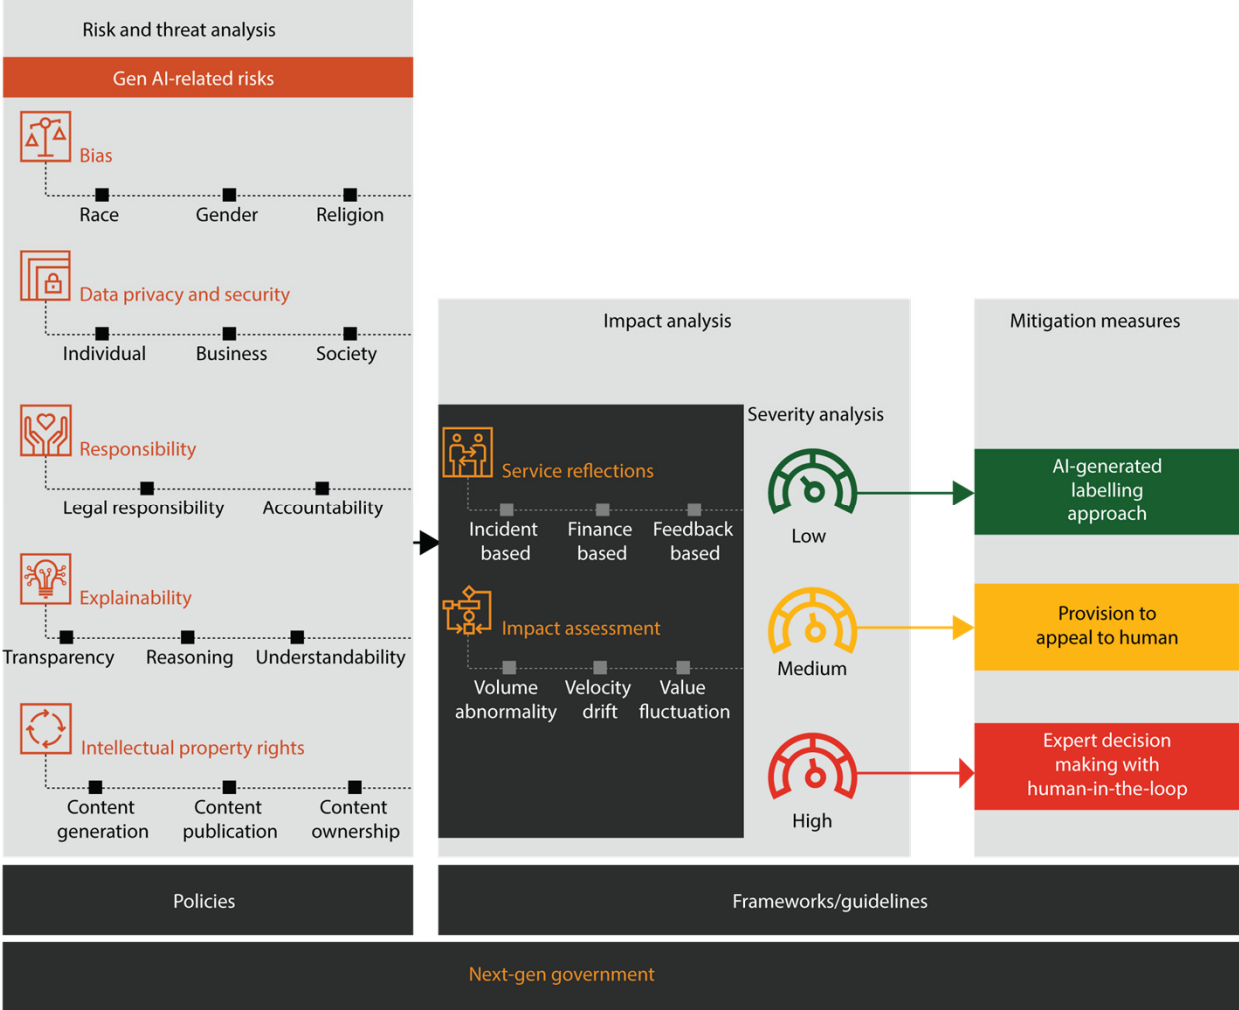 Risk and threat analysis
Gen AI-related risks
Bias
Race
Gender
Religion
Data privacy and security
Individual
Business
Society
Responsibility
Legal responsibility
Accountability
Explainability
Transparency
Reasoning
Understandability
Intellectual property rights
Content
generation
Content
publication
Content
ownership
Impact analysis
Service reflections
Incident
based
Finance
based
Feedback
based
Impact assessment
Volume
abnormality
Velocity
drift
Value
fluctuation
Severity analysis
Low
Medium
High
Mitigation measures
AI-generated
labelling
approach
Provision to
appeal to human
Expert decision
making with
human-in-the-loop
Policies
Frameworks/guidelines
Next-gen government